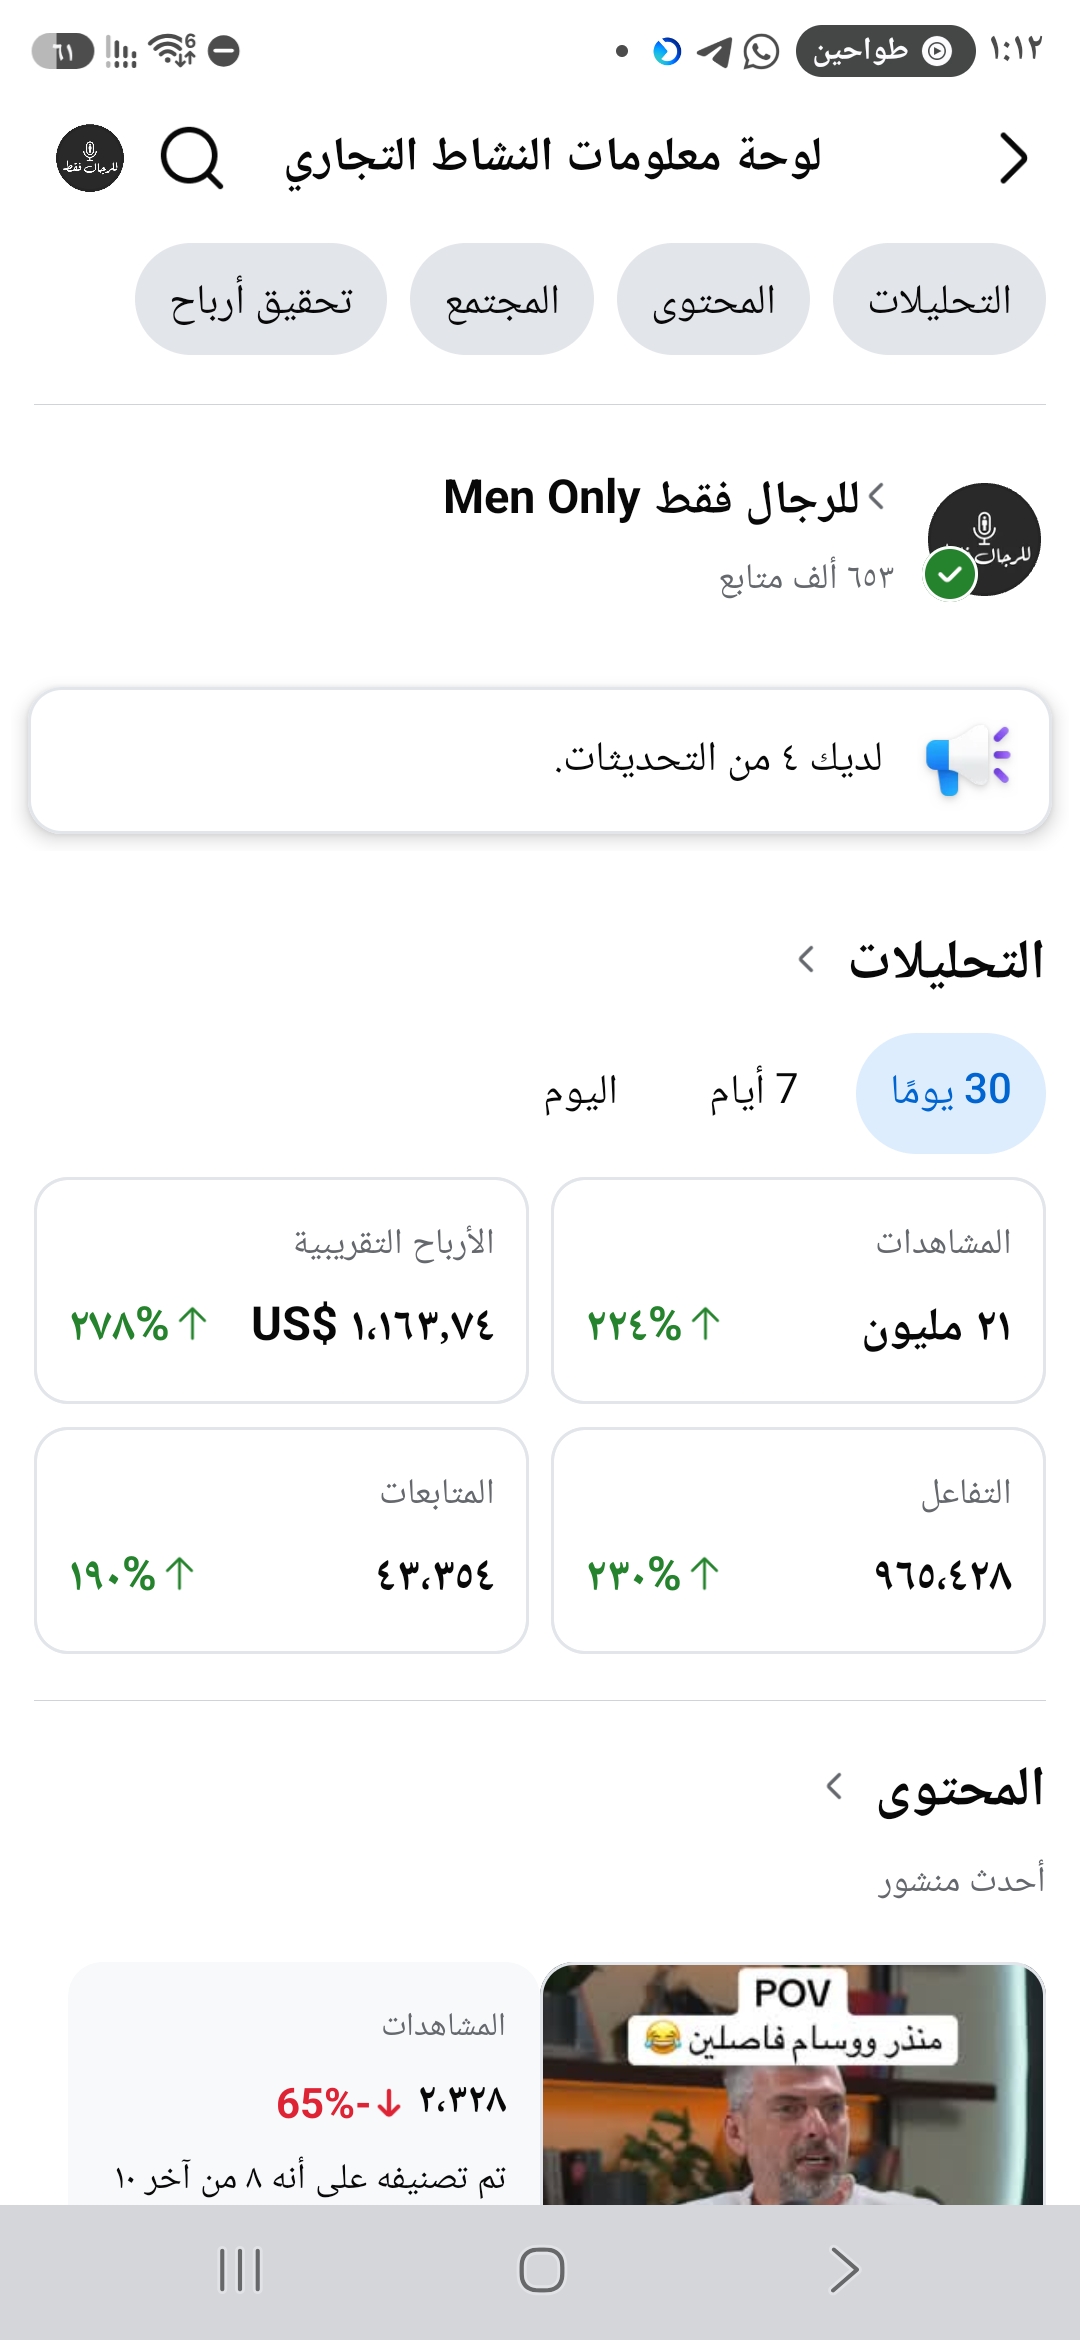 ١:١٢ طواحين ٦١
لوحة معلومات النشاط التجاري
للرجال فقط
التحليلات المحتوى المجتمع تحقيق أرباح
للرجال فقط Men Only
٦٥٣ ألف متابع
لديك ٤ من التحديثات.
التحليلات
30 يومًا 7 أيام اليوم
المشاهدات
٢١ مليون ↑ ٢٢٤%
الأرباح التقريبية
US$ ١،١٦٣,٧٤ ↑ ٢٧٨%
التفاعل
٩٦٥،٤٢٨ ↑ ٢٣٠%
المتابعات
٤٣،٣٥٤ ↑ ١٩٠%
المحتوى
أحدث منشور
POV
منذر ووسام فاصلين 😂
المشاهدات
٢،٣٢٨ ↓ -65%
تم تصنيفه على أنه ٨ من آخر ١٠